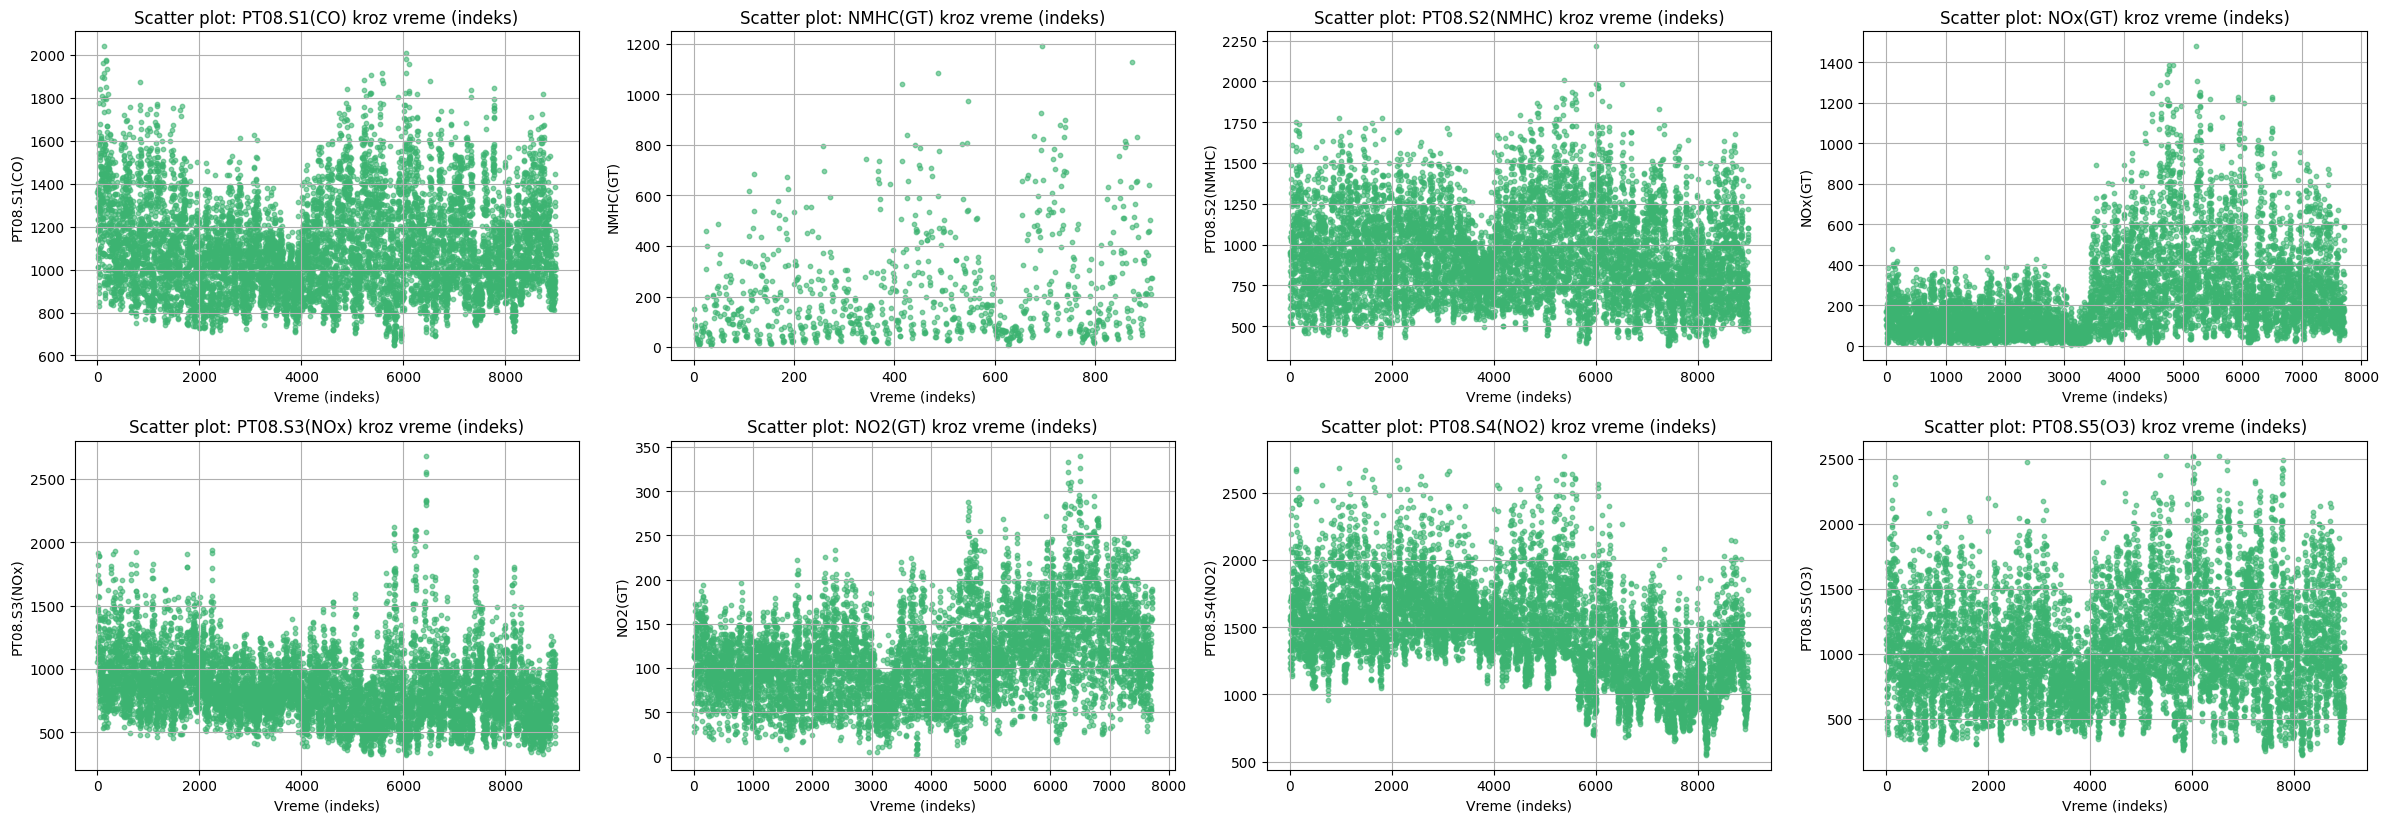 Scatter plot: PT08.S1(CO) kroz vreme (indeks)
PT08.S1(CO)
2000
1800
1600
1400
1200
1000
800
600
0 2000 4000 6000 8000
Vreme (indeks)
Scatter plot: NMHC(GT) kroz vreme (indeks)
NMHC(GT)
1200
1000
800
600
400
200
0
0 200 400 600 800
Vreme (indeks)
Scatter plot: PT08.S2(NMHC) kroz vreme (indeks)
PT08.S2(NMHC)
2250
2000
1750
1500
1250
1000
750
500
0 2000 4000 6000 8000
Vreme (indeks)
Scatter plot: NOx(GT) kroz vreme (indeks)
NOx(GT)
1400
1200
1000
800
600
400
200
0
0 1000 2000 3000 4000 5000 6000 7000 8000
Vreme (indeks)
Scatter plot: PT08.S3(NOx) kroz vreme (indeks)
PT08.S3(NOx)
2500
2000
1500
1000
500
0 2000 4000 6000 8000
Vreme (indeks)
Scatter plot: NO2(GT) kroz vreme (indeks)
NO2(GT)
350
300
250
200
150
100
50
0
0 1000 2000 3000 4000 5000 6000 7000 8000
Vreme (indeks)
Scatter plot: PT08.S4(NO2) kroz vreme (indeks)
PT08.S4(NO2)
2500
2000
1500
1000
500
0 2000 4000 6000 8000
Vreme (indeks)
Scatter plot: PT08.S5(O3) kroz vreme (indeks)
PT08.S5(O3)
2500
2000
1500
1000
500
0 2000 4000 6000 8000
Vreme (indeks)